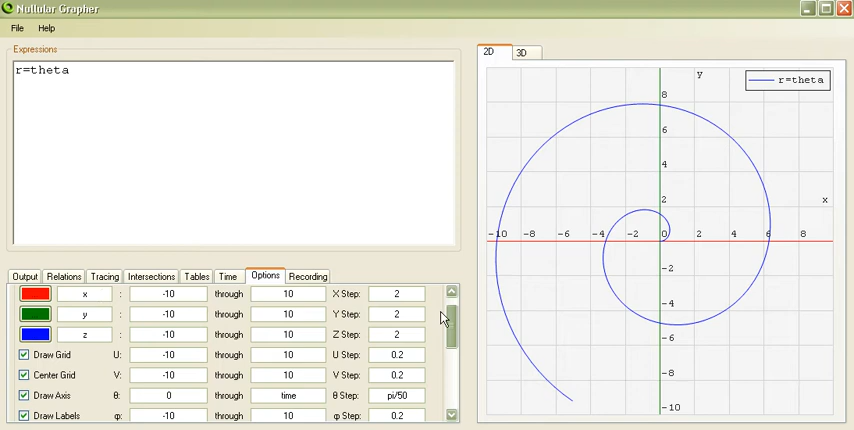 Nullular Grapher
File Help
Expressions
r=theta
2D 3D
y
r=theta
8
6
4
2
x
-10 -8 -6 -4 -2 0 2 4 6 8
-2
-4
-6
-8
-10
Output Relations Tracing Intersections Tables Time Options Recording
x : -10 through 10 X Step: 2
y : -10 through 10 Y Step: 2
z : -10 through 10 Z Step: 2
Draw Grid U: -10 through 10 U Step: 0.2
Center Grid V: -10 through 10 V Step: 0.2
Draw Axis θ: 0 through time θ Step: pi/50
Draw Labels φ: -10 through 10 φ Step: 0.2